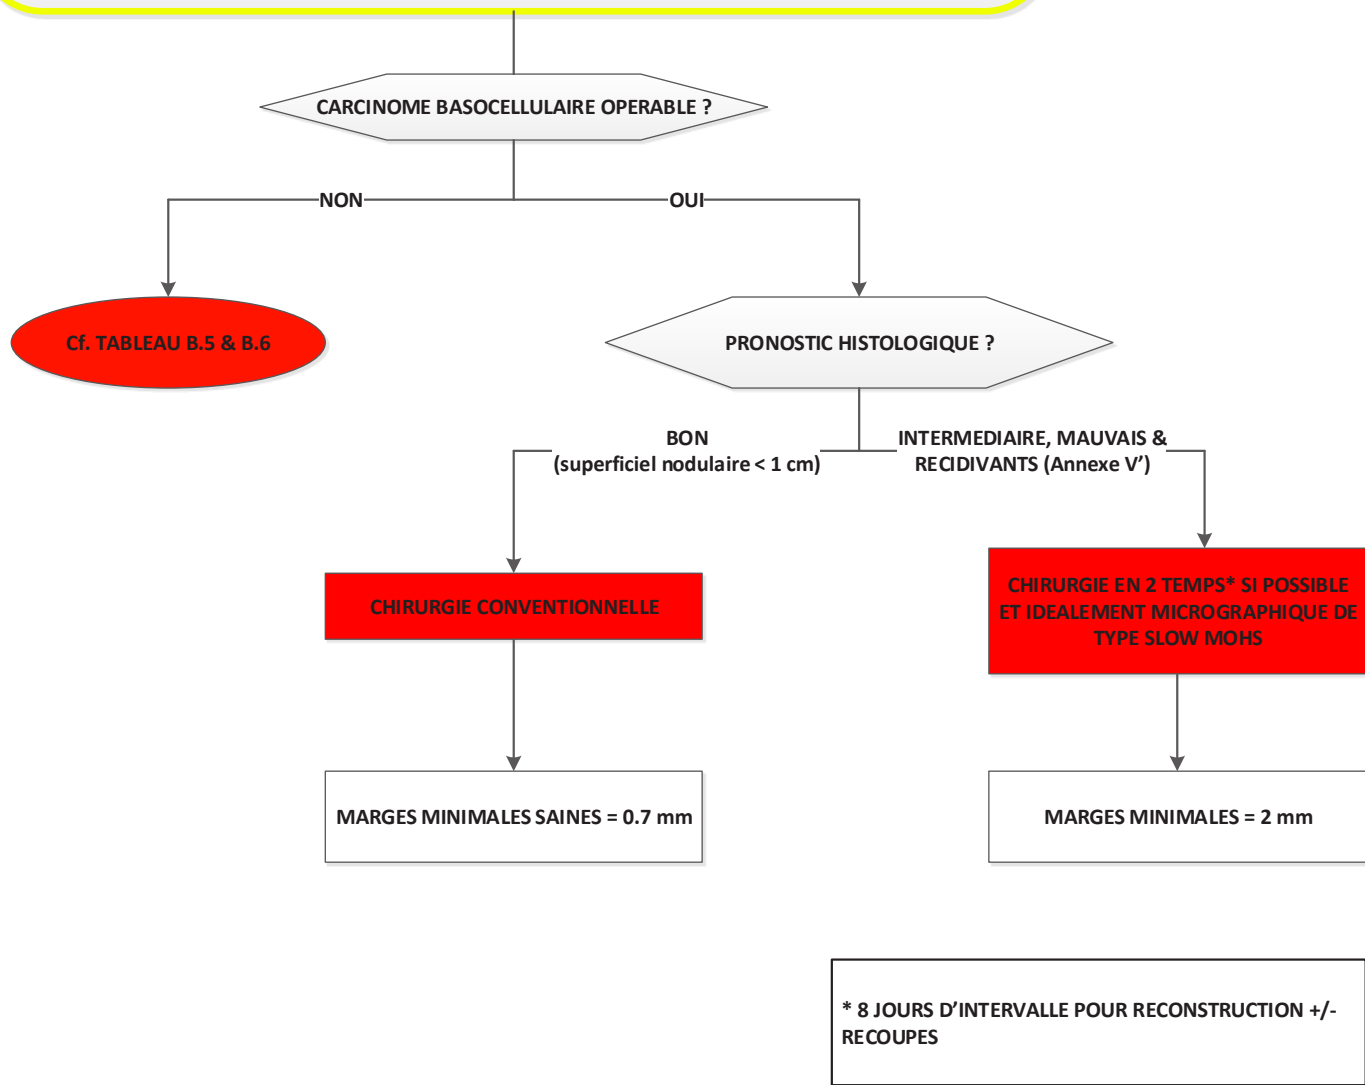 CARCINOME BASOCELLULAIRE OPERABLE ?
NON
OUI
Cf. TABLEAU B.5 & B.6
PRONOSTIC HISTOLOGIQUE ?
BON
(superficiel nodulaire < 1 cm)
INTERMEDIAIRE, MAUVAIS &
RECIDIVANTS (Annexe V’)
CHIRURGIE CONVENTIONNELLE
CHIRURGIE EN 2 TEMPS* SI POSSIBLE
ET IDEALEMENT MICROGRAPHIQUE DE
TYPE SLOW MOHS
MARGES MINIMALES SAINES = 0.7 mm
MARGES MINIMALES = 2 mm
* 8 JOURS D’INTERVALLE POUR RECONSTRUCTION +/-
RECOUPES